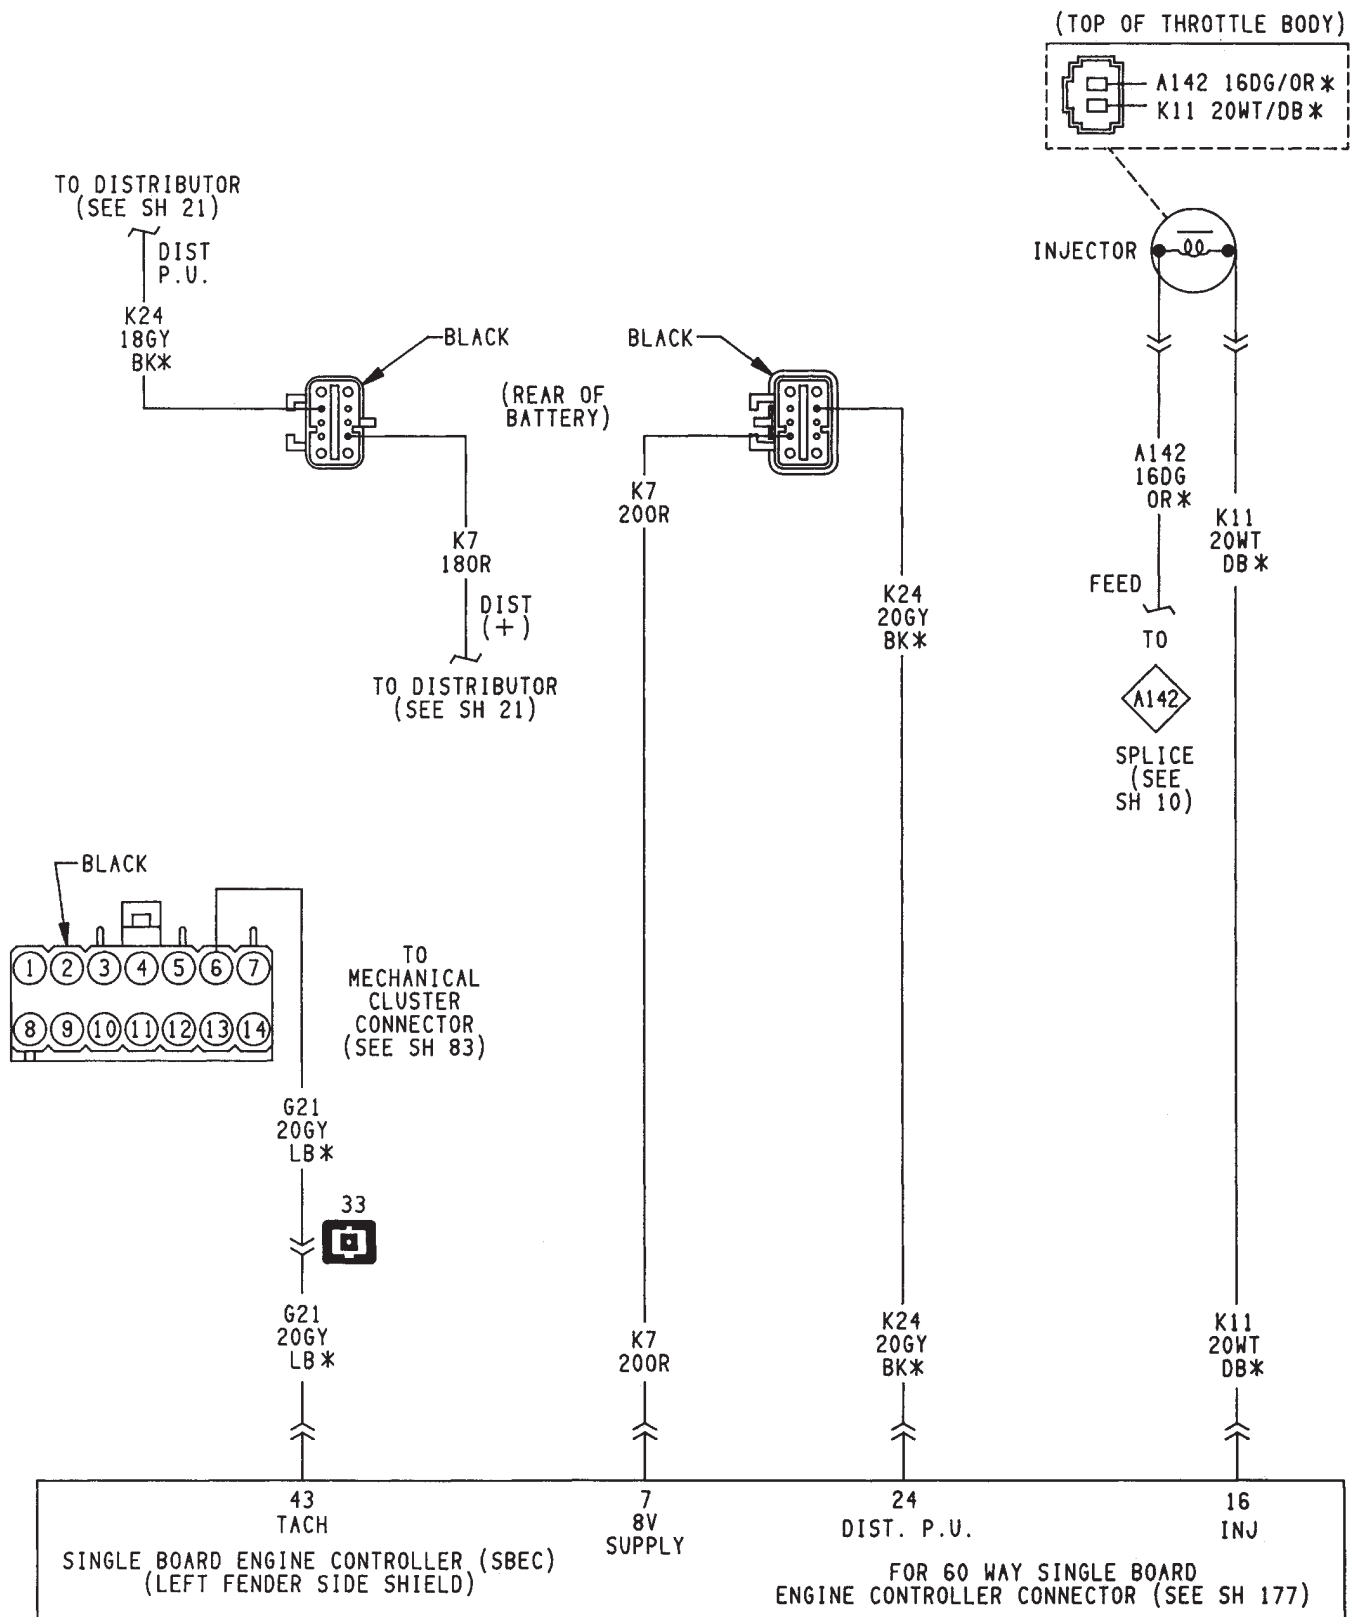 (TOP OF THROTTLE BODY)
A142 16DG/OR*
K11 20WT/DB*
TO DISTRIBUTOR
(SEE SH 21)
DIST
P.U.
K24
18GY
BK*
INJECTOR
BLACK
BLACK
(REAR OF
BATTERY)
A142
16DG
OR*
K7
20OR
K11
20WT
DB*
K7
18OR
FEED
K24
20GY
BK*
DIST
(+)
TO
TO DISTRIBUTOR
(SEE SH 21)
A142
SPLICE
(SEE
SH 10)
BLACK
1 2 3 4 5 6 7
8 9 10 11 12 13 14
TO
MECHANICAL
CLUSTER
CONNECTOR
(SEE SH 83)
G21
20GY
LB*
33
G21
20GY
LB*
K7
20OR
K24
20GY
BK*
K11
20WT
DB*
43
TACH
7
8V
SUPPLY
24
DIST. P.U.
16
INJ
SINGLE BOARD ENGINE CONTROLLER (SBEC)
(LEFT FENDER SIDE SHIELD)
FOR 60 WAY SINGLE BOARD
ENGINE CONTROLLER CONNECTOR (SEE SH 177)